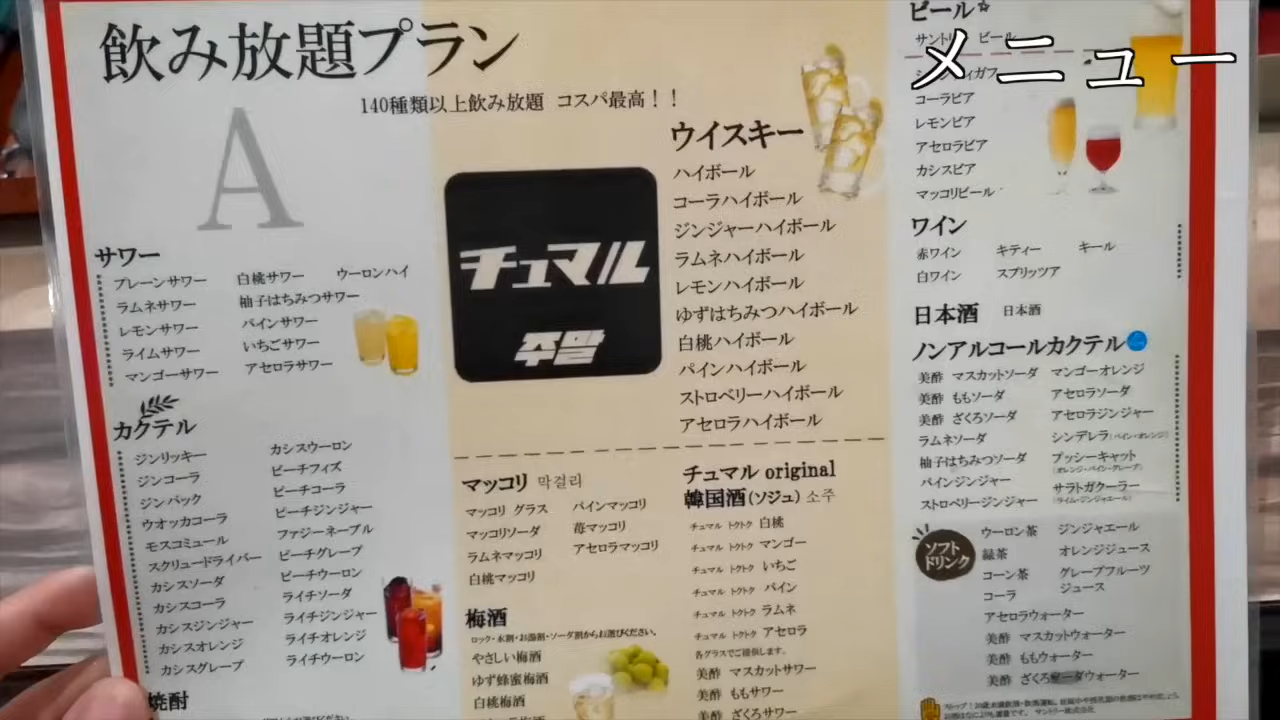 メニュー
飲み放題プラン
140種類以上飲み放題 コスパ最高！！
A
サワー
プレーンサワー 白桃サワー ウーロンハイ
ラムネサワー 柚子はちみつサワー
レモンサワー パインサワー
ライムサワー いちごサワー
マンゴーサワー アセロラサワー
カクテル
ジンリッキー カシスウーロン
ジンコーラ ピーチフィズ
ジンバック ピーチコーラ
ウオッカコーラ ピーチジンジャー
モスコミュール ファジーネーブル
スクリュードライバー ピーチグレープ
カシスソーダ ピーチウーロン
カシスコーラ ライチソーダ
カシスジンジャー ライチジンジャー
カシスオレンジ ライチオレンジ
カシスグレープ ライチウーロン
焼酎
チュマル
주말
ウイスキー
ハイボール
コーラハイボール
ジンジャーハイボール
ラムネハイボール
レモンハイボール
ゆずはちみつハイボール
白桃ハイボール
パインハイボール
ストロベリーハイボール
アセロラハイボール
マッコリ 막걸리
マッコリ グラス パインマッコリ
マッコリソーダ 苺マッコリ
ラムネマッコリ アセロラマッコリ
白桃マッコリ
梅酒
ロック・水割・お湯割・ソーダ割からお選びください。
やさしい梅酒
ゆず蜂蜜梅酒
白桃梅酒
チュマル original
韓国酒(ソジュ) 소주
チュマル トクトク 白桃
チュマル トクトク マンゴー
チュマル トクトク いちご
チュマル トクトク パイン
チュマル トクトク ラムネ
チュマル トクトク アセロラ
各グラスでご提供します。
美酢 マスカットサワー
美酢 ももサワー
美酢 ざくろサワー
ビール☆
コーラビア
レモンビア
アセロラビア
カシスビア
マッコリビール
ワイン
赤ワイン キティー キール
白ワイン スプリッツア
日本酒 日本酒
ノンアルコールカクテル
美酢 マスカットソーダ マンゴーオレンジ
美酢 ももソーダ アセロラソーダ
美酢 ざくろソーダ アセロラジンジャー
ラムネソーダ シンデレラ(パイン・オレンジ)
柚子はちみつソーダ プッシーキャット
(オレンジ・パイン・グレープ)
パインジンジャー サラトガクーラー
(ライム・ジンジャエール)
ストロベリージンジャー
ソフトドリンク
ウーロン茶 ジンジャエール
緑茶 オレンジジュース
コーン茶 グレープフルーツ
コーラ ジュース
アセロラウォーター
美酢 マスカットウォーター
美酢 ももウォーター
美酢 ざくろウォーター